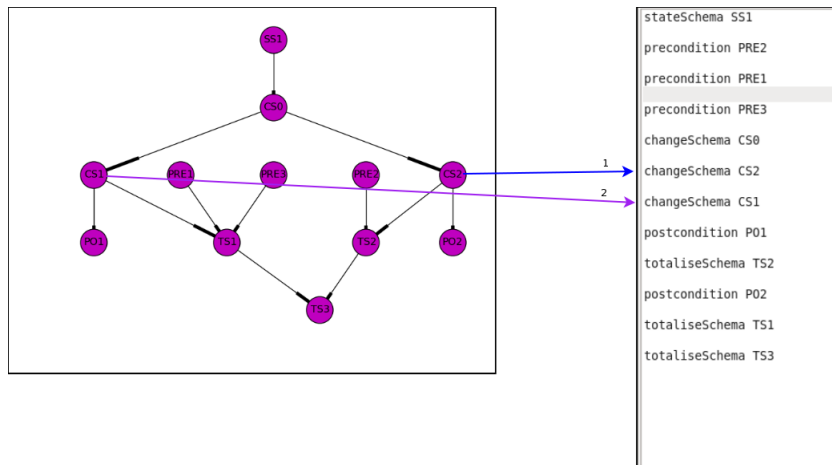 SS1
CS0
CS1
PRE1
PRE3
PRE2
CS2
PO1
TS1
TS2
PO2
TS3
1
2
stateSchema SS1
precondition PRE2
precondition PRE1
precondition PRE3
changeSchema CS0
changeSchema CS2
changeSchema CS1
postcondition PO1
totaliseSchema TS2
postcondition PO2
totaliseSchema TS1
totaliseSchema TS3